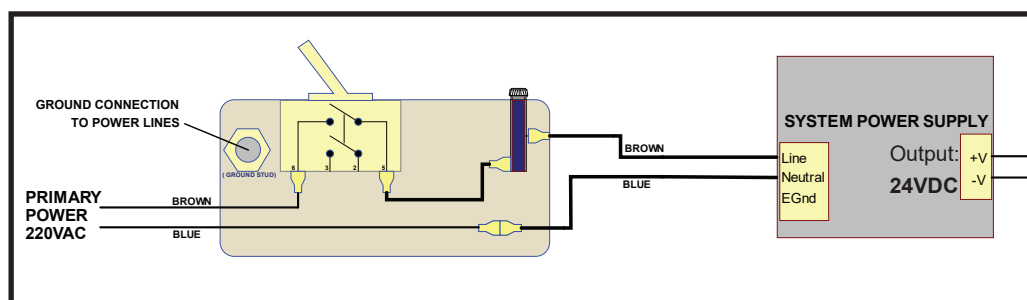 GROUND CONNECTION
TO POWER LINES
( GROUND STUD)
6 3 2 5
PRIMARY
POWER
220VAC
BROWN
BLUE
BROWN
BLUE
SYSTEM POWER SUPPLY
Line
Neutral
EGnd
Output:
24VDC
+V
-V